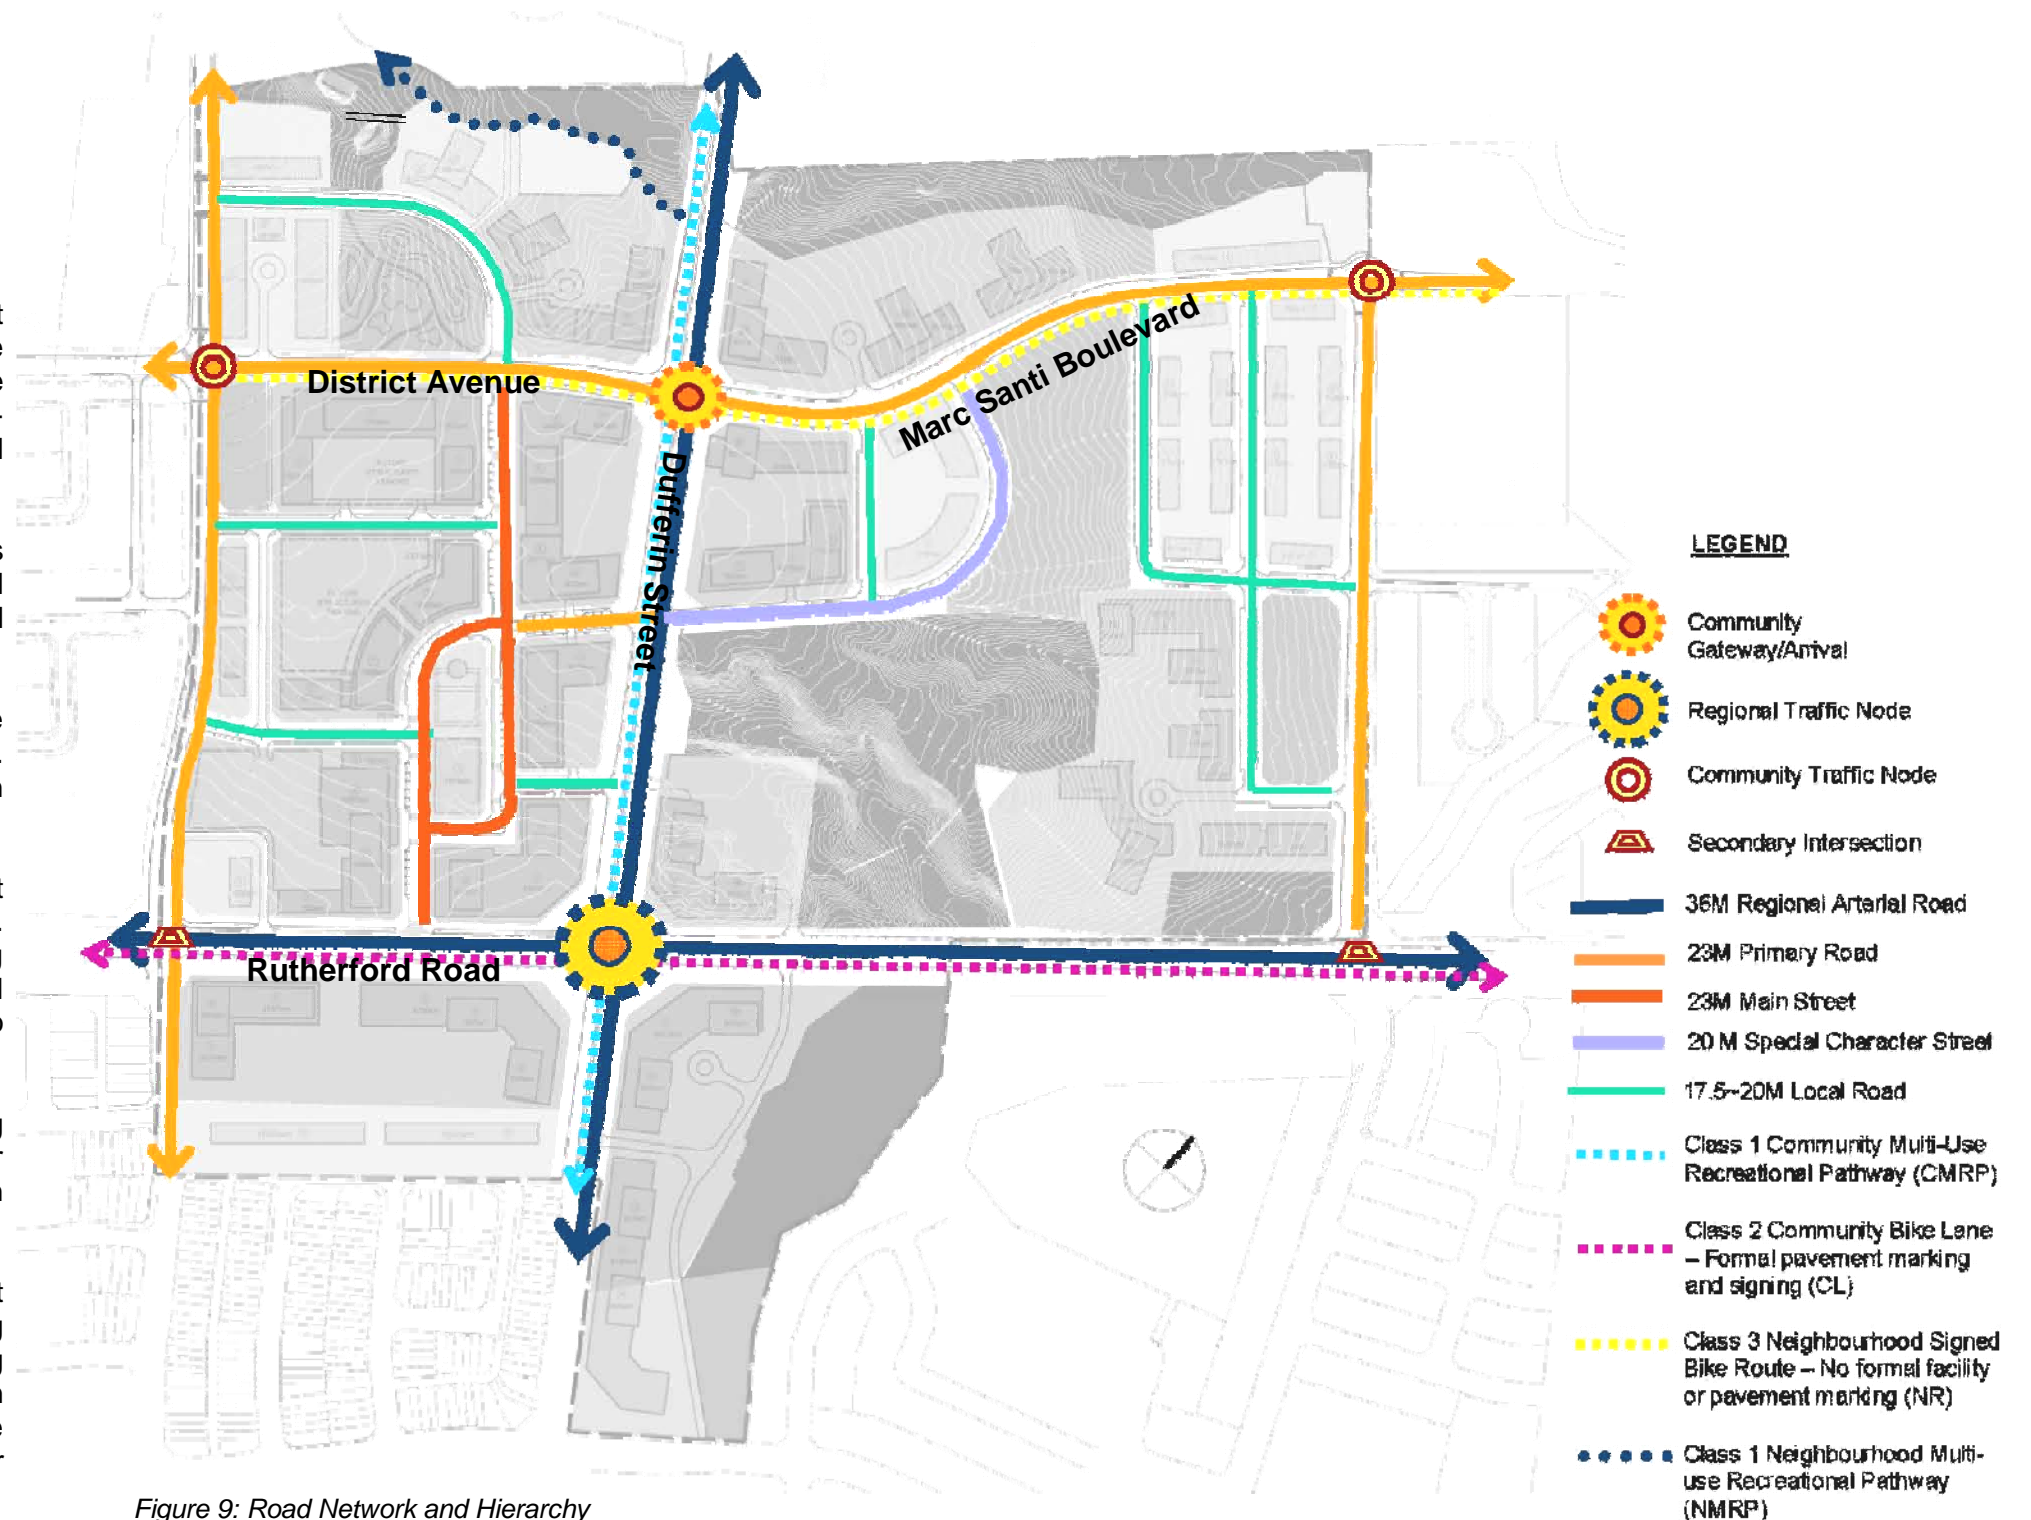 District Avenue
Marc Santi Boulevard
Dufferin Street
Rutherford Road
LEGEND
Community
Gateway/Arrival
Regional Traffic Node
Community Traffic Node
Secondary Intersection
36M Regional Arterial Road
23M Primary Road
23M Main Street
20 M Special Character Street
17.5~20M Local Road
Class 1 Community Multi-Use
Recreational Pathway (CMRP)
Class 2 Community Bike Lane
– Formal pavement marking
and signing (CL)
Class 3 Neighbourhood Signed
Bike Route – No formal facility
or pavement marking (NR)
Class 1 Neighbourhood Multi-
use Recreational Pathway
(NMRP)
Figure 9: Road Network and Hierarchy